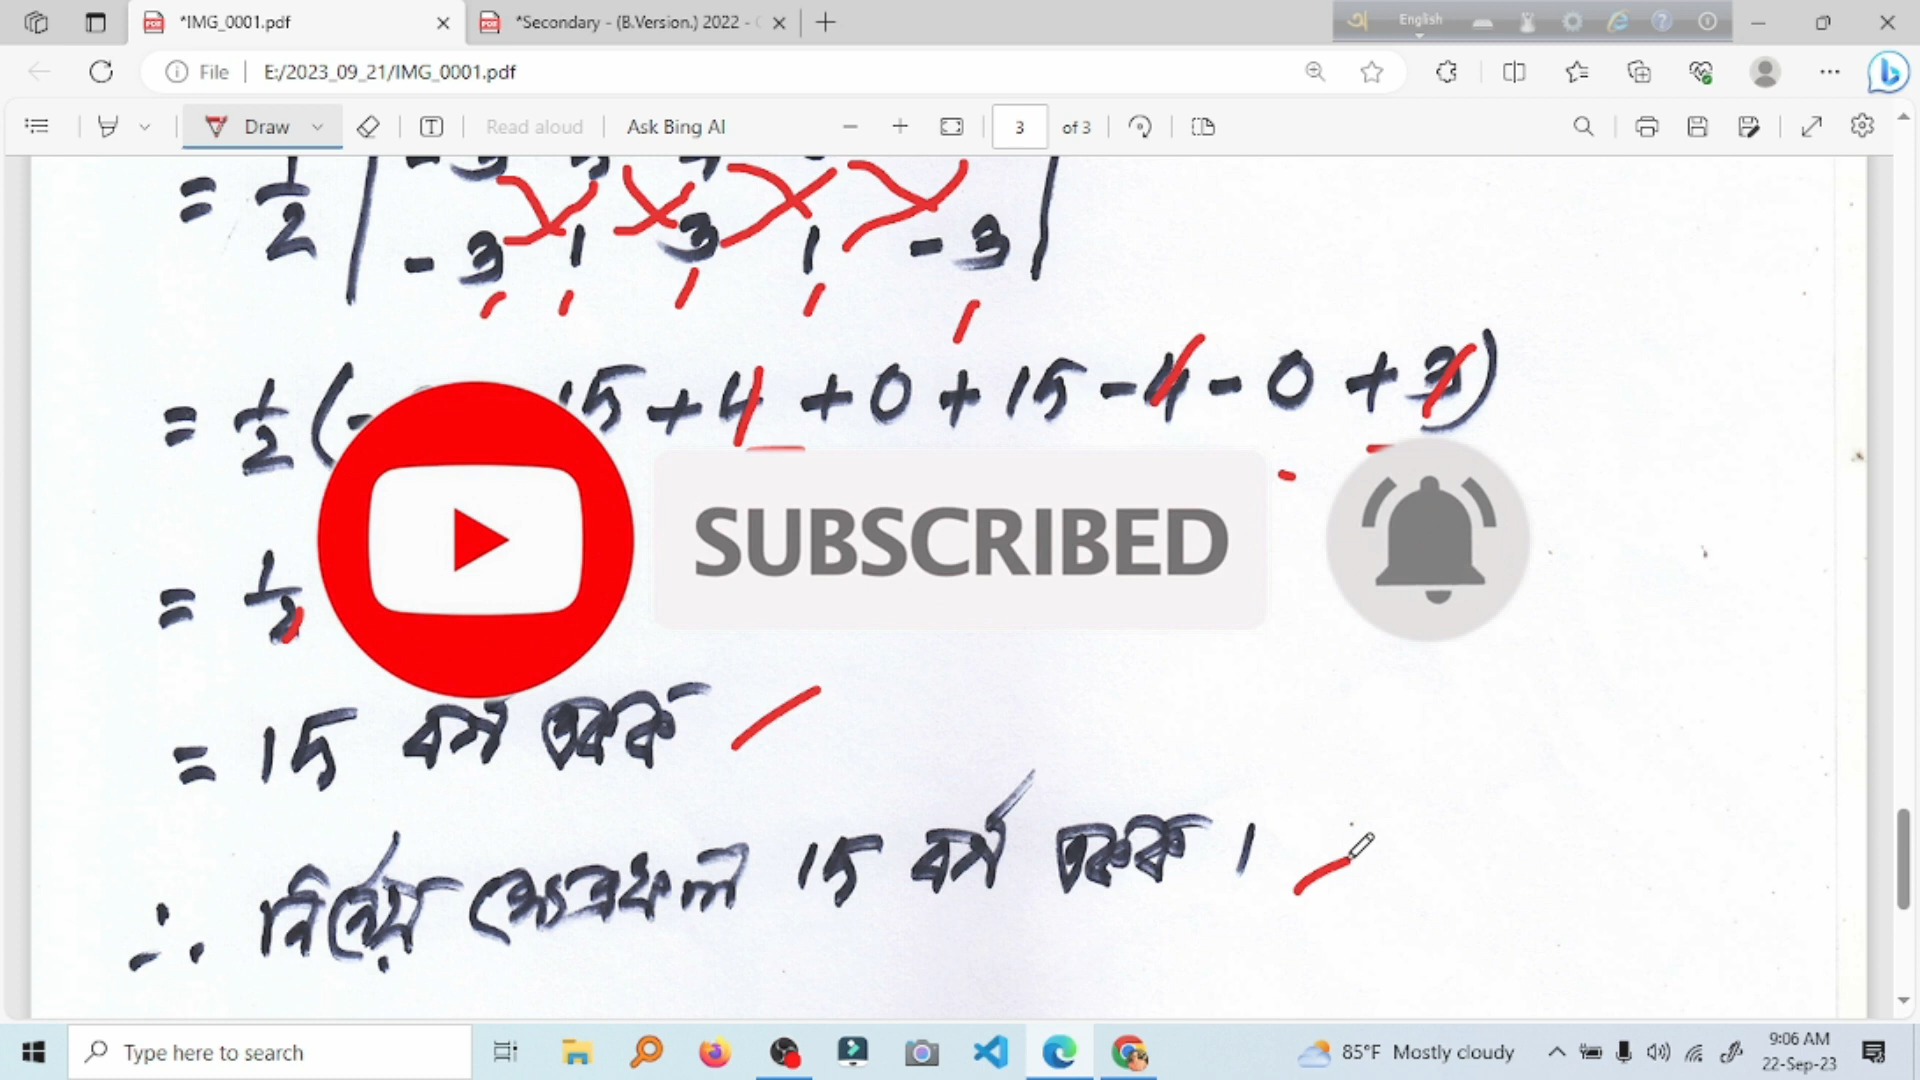 *IMG_0001.pdf
*Secondary - (B.Version.) 2022 -
English
File
E:/2023_09_21/IMG_0001.pdf
Draw
Read aloud
Ask Bing AI
3 of 3
= 1/2 |
-3 1 3 1 -3 |
= 1/2 ( 15 + 4 + 0 + 15 - 4 - 0 + 3)
SUBSCRIBED
= 1/2
= 15 বর্গ একক
∴ নির্ণেয় ক্ষেত্রফল 15 বর্গ একক।
Type here to search
85°F Mostly cloudy
9:06 AM
22-Sep-23